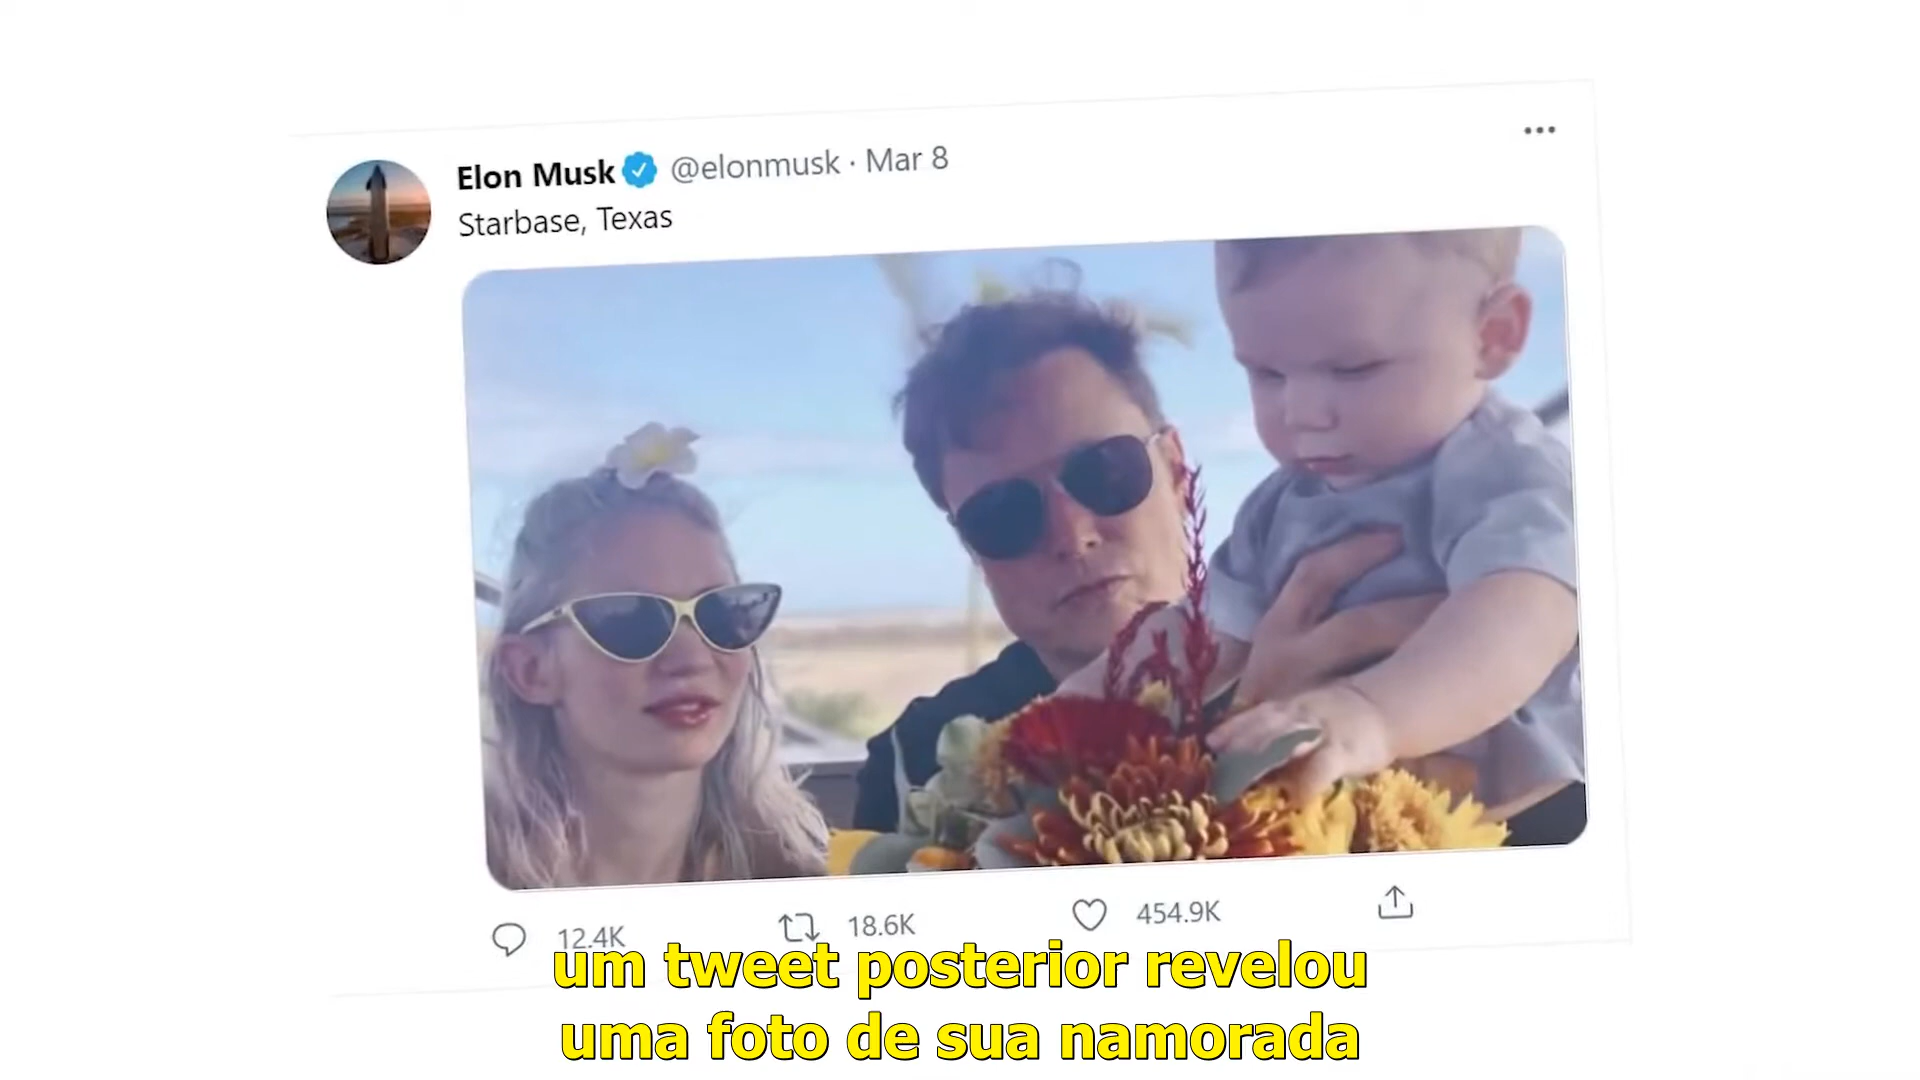 Elon Musk @elonmusk · Mar 8
Starbase, Texas
12.4K 18.6K 454.9K
um tweet posterior revelou
uma foto de sua namorada